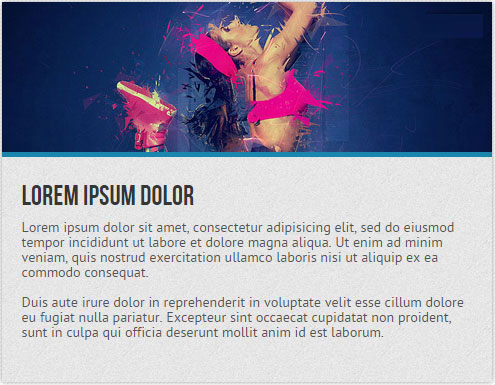 LOREM IPSUM DOLOR
Lorem ipsum dolor sit amet, consectetur adipisicing elit, sed do eiusmod
tempor incididunt ut labore et dolore magna aliqua. Ut enim ad minim
veniam, quis nostrud exercitation ullamco laboris nisi ut aliquip ex ea
commodo consequat.
Duis aute irure dolor in reprehenderit in voluptate velit esse cillum dolore
eu fugiat nulla pariatur. Excepteur sint occaecat cupidatat non proident,
sunt in culpa qui officia deserunt mollit anim id est laborum.